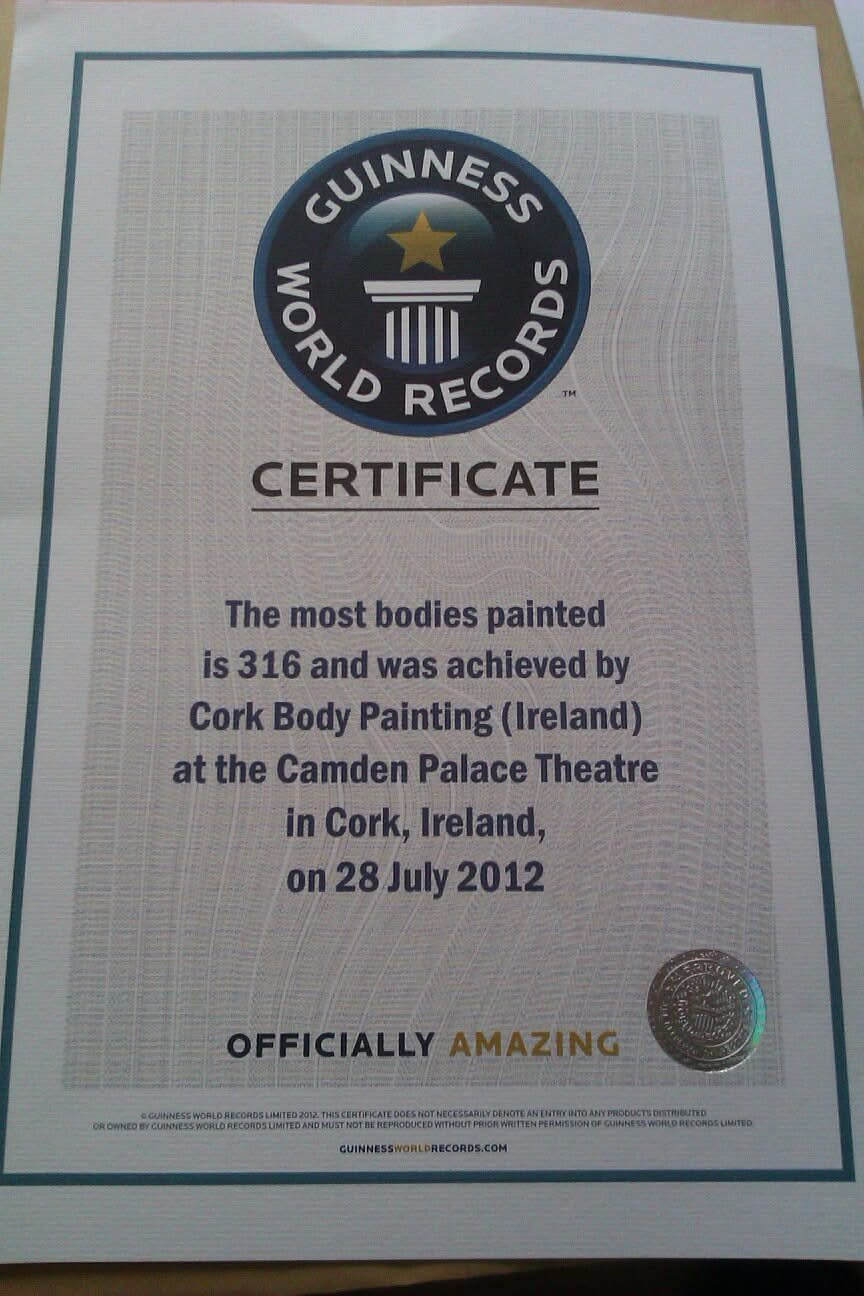 GUINNESS
WORLD RECORDS
TM
CERTIFICATE
The most bodies painted
is 316 and was achieved by
Cork Body Painting (Ireland)
at the Camden Palace Theatre
in Cork, Ireland,
on 28 July 2012
APPROVED
OFFICIALLY AMAZING
© GUINNESS WORLD RECORDS LIMITED 2012. THIS CERTIFICATE DOES NOT NECESSARILY DENOTE AN ENTRY INTO ANY PRODUCTS DISTRIBUTED
OR OWNED BY GUINNESS WORLD RECORDS LIMITED AND MUST NOT BE REPRODUCED WITHOUT PRIOR WRITTEN PERMISSION OF GUINNESS WORLD RECORDS LIMITED.
GUINNESSWORLDRECORDS.COM